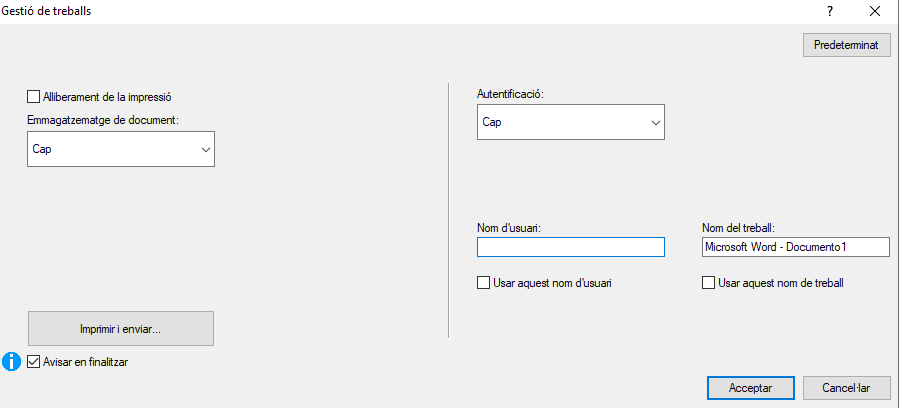 Gestió de treballs
?
Predeterminat
Alliberament de la impressió
Emmagatzematge de document:
Cap
Imprimir i enviar...
Avisar en finalitzar
Autentificació:
Cap
Nom d'usuari:
Usar aquest nom d'usuari
Nom del treball:
Microsoft Word - Documento1
Usar aquest nom de treball
Acceptar
Cancel·lar